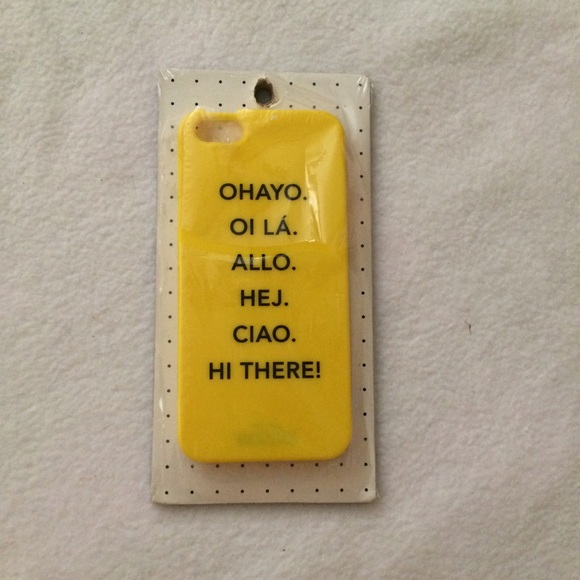 OHAYO.
OI LÁ.
ALLO.
HEJ.
CIAO.
HI THERE!